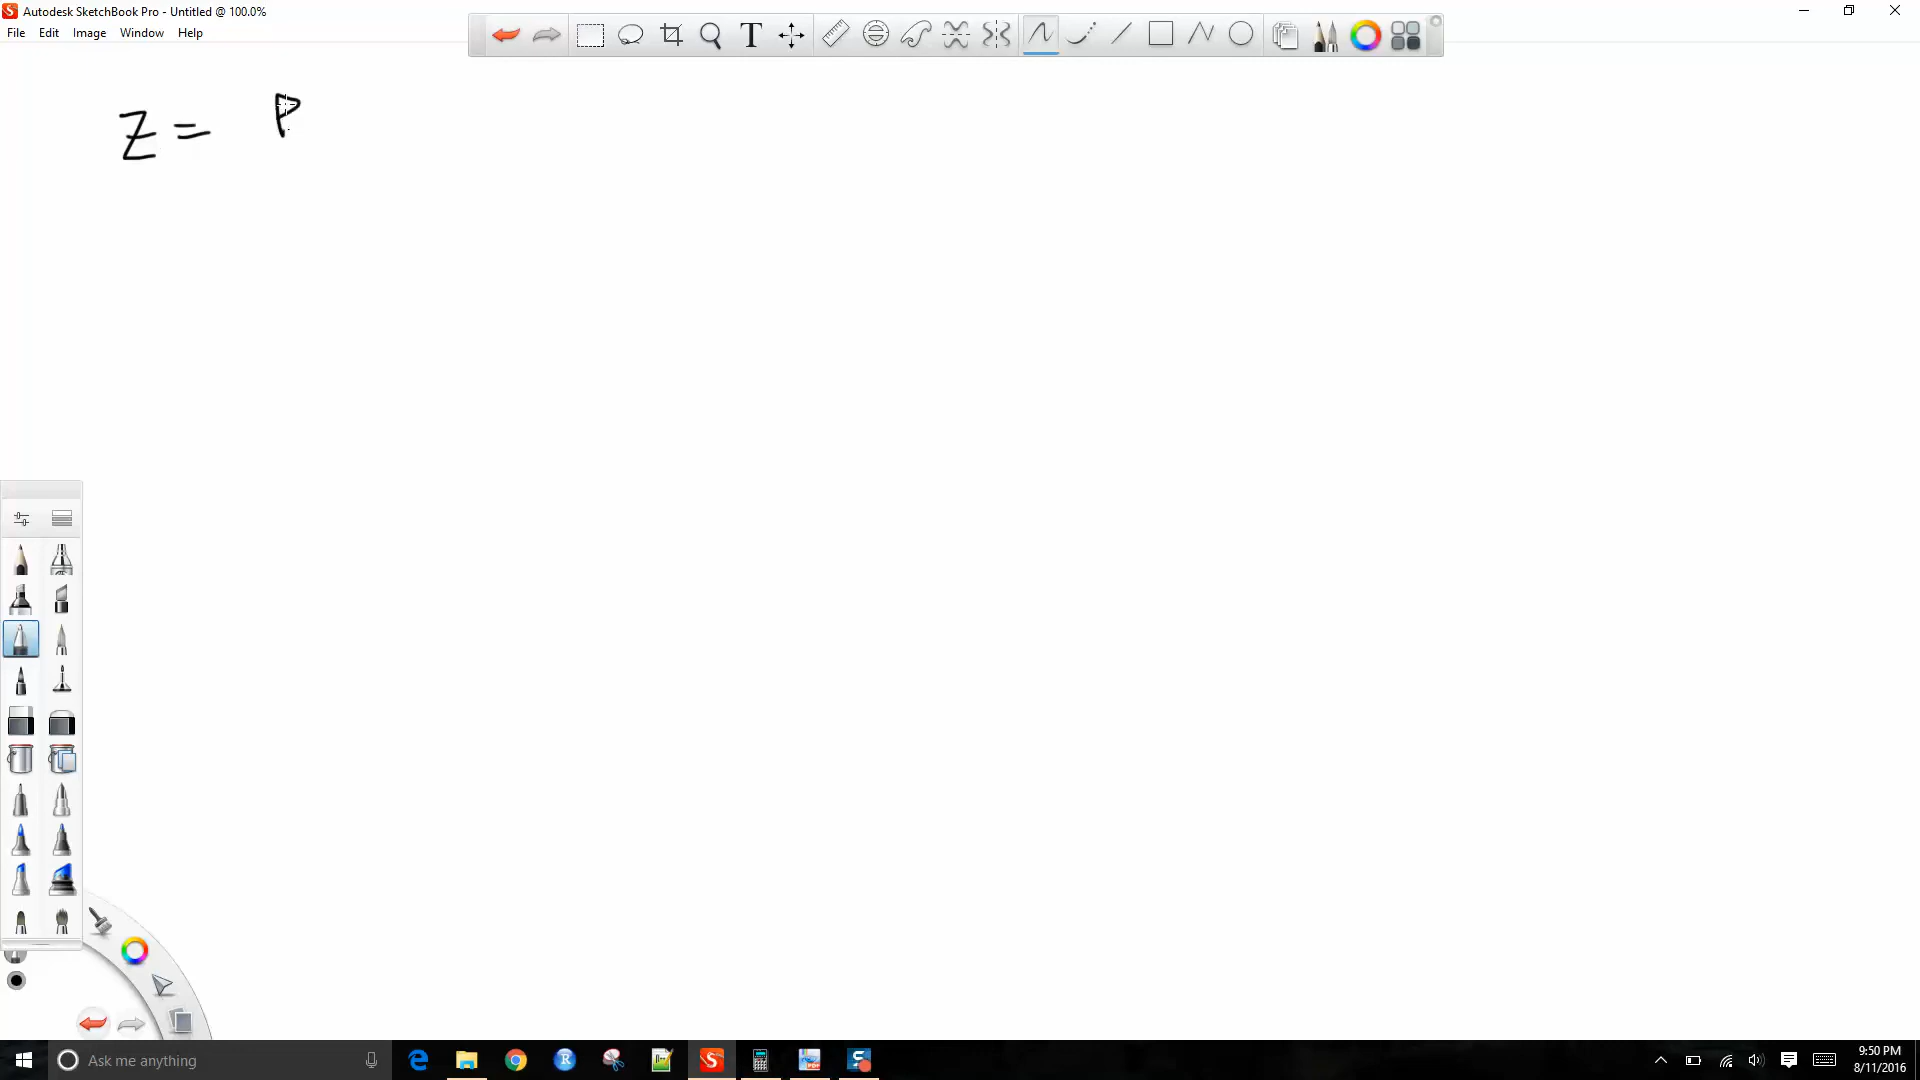 Autodesk SketchBook Pro - Untitled @ 100.0%
File Edit Image Window Help
Z = P
Ask me anything
9:50 PM
8/11/2016